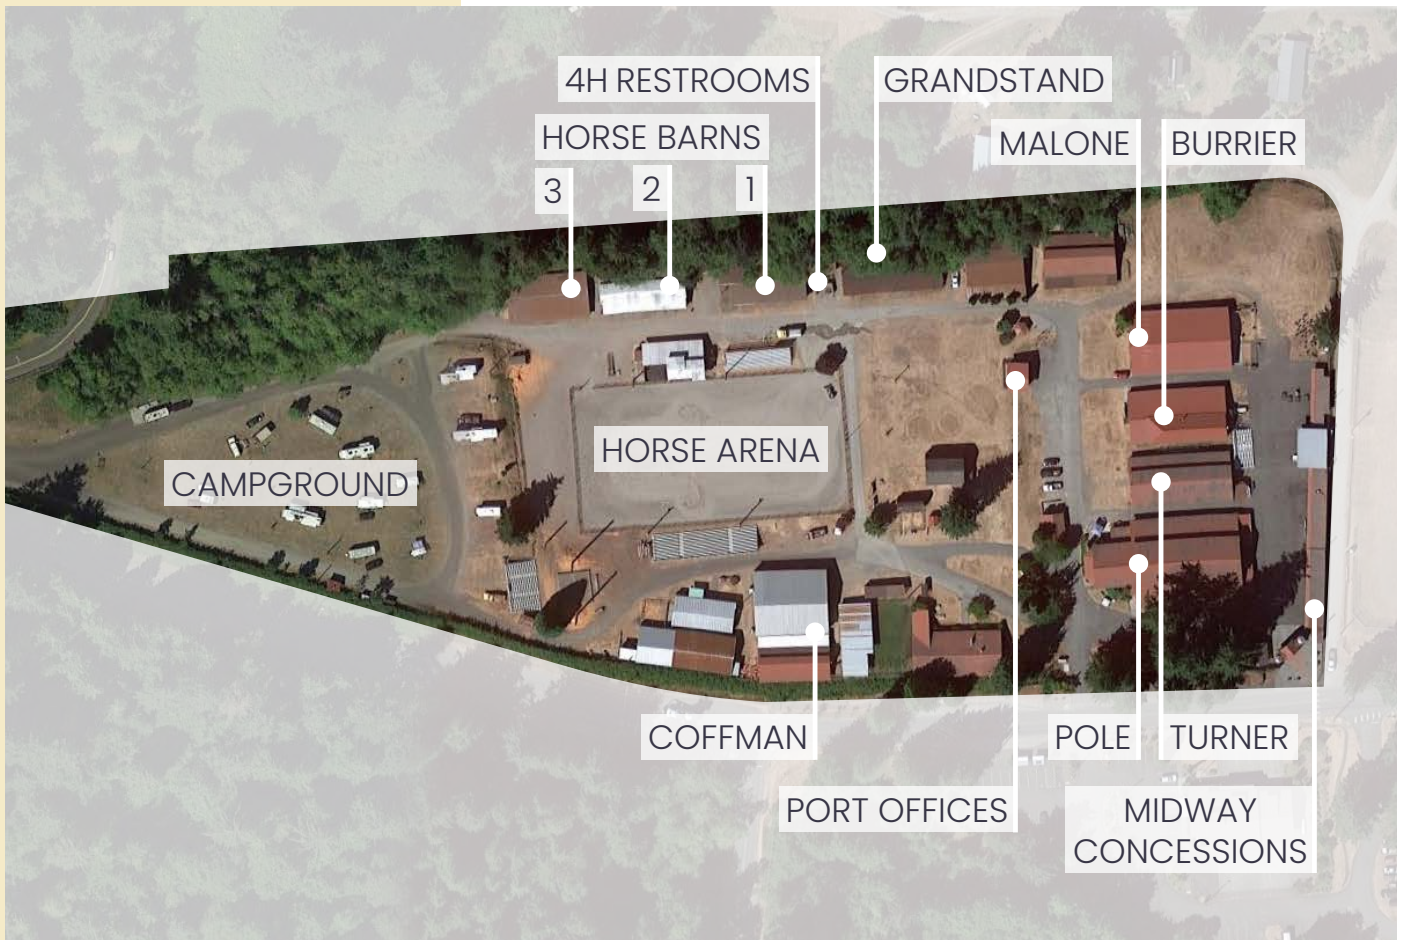 4H RESTROOMS
GRANDSTAND
HORSE BARNS
MALONE
BURRIER
3
2
1
HORSE ARENA
CAMPGROUND
COFFMAN
POLE
TURNER
PORT OFFICES
MIDWAY
CONCESSIONS